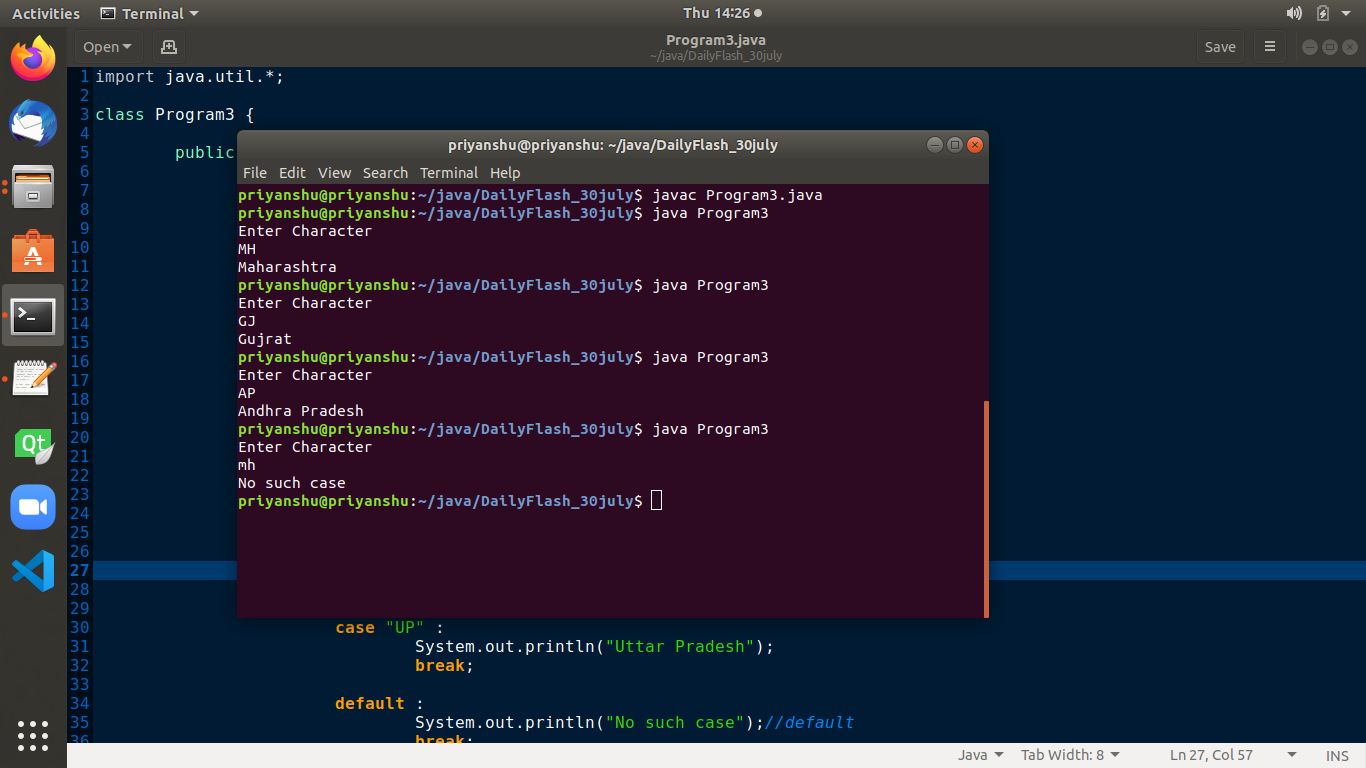 Activities Terminal Thu 14:26
Open Program3.java Save
~/java/DailyFlash_30july
1 import java.util.*;
2
3 class Program3 {
4
5 public
6
7
8
9
10
11
12
13
14
15
16
17
18
19
20
21
22
23
24
25
26
27
28
29
priyanshu@priyanshu: ~/java/DailyFlash_30july
File Edit View Search Terminal Help
priyanshu@priyanshu:~/java/DailyFlash_30july$ javac Program3.java
priyanshu@priyanshu:~/java/DailyFlash_30july$ java Program3
Enter Character
MH
Maharashtra
priyanshu@priyanshu:~/java/DailyFlash_30july$ java Program3
Enter Character
GJ
Gujrat
priyanshu@priyanshu:~/java/DailyFlash_30july$ java Program3
Enter Character
AP
Andhra Pradesh
priyanshu@priyanshu:~/java/DailyFlash_30july$ java Program3
Enter Character
mh
No such case
priyanshu@priyanshu:~/java/DailyFlash_30july$
30 case "UP" :
31 System.out.println("Uttar Pradesh");
32 break;
33
34 default :
35 System.out.println("No such case");//default
36 break;
Java Tab Width: 8 Ln 27, Col 57 INS
A
Qt